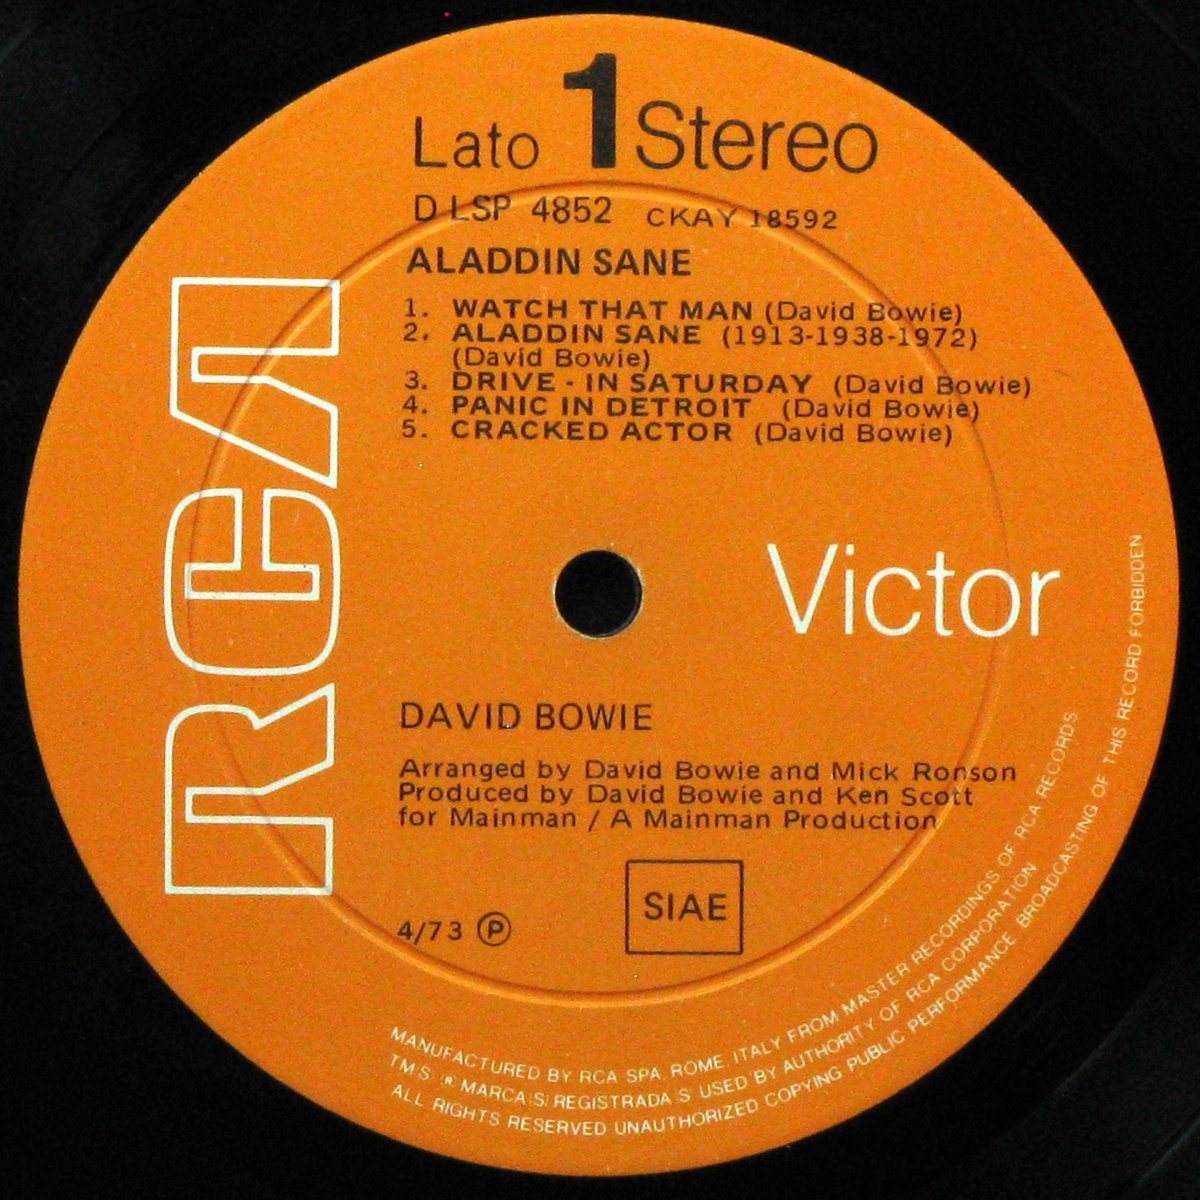 Lato 1 Stereo
D LSP 4852 CKAY 18592
ALADDIN SANE
1. WATCH THAT MAN (David Bowie)
2. ALADDIN SANE (1913-1938-1972)
(David Bowie)
3. DRIVE - IN SATURDAY (David Bowie)
4. PANIC IN DETROIT (David Bowie)
5. CRACKED ACTOR (David Bowie)
RCA
Victor
DAVID BOWIE
Arranged by David Bowie and Mick Ronson
Produced by David Bowie and Ken Scott
for Mainman / A Mainman Production
SIAE
4/73 Ⓟ
MANUFACTURED BY RCA SPA, ROME ITALY FROM MASTER RECORDINGS OF RCA RECORDS
TM(S) ® MARCA(S) REGISTRADA(S) USED BY AUTHORITY OF RCA CORPORATION
ALL RIGHTS RESERVED UNAUTHORIZED COPYING PUBLIC PERFORMANCE BROADCASTING OF THIS RECORD FORBIDDEN